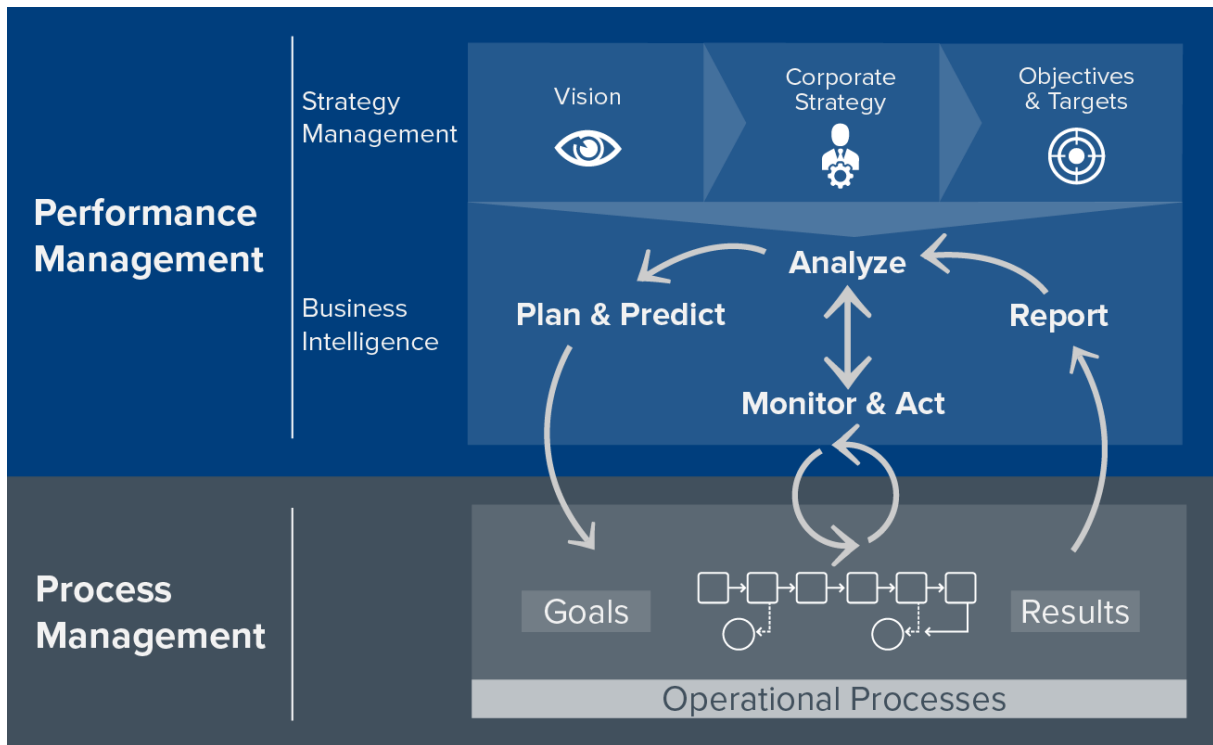 Performance
Management
Strategy
Management
Vision
Corporate
Strategy
Objectives
& Targets
Business
Intelligence
Analyze
Plan & Predict
Report
Monitor & Act
Process
Management
Goals
Results
Operational Processes